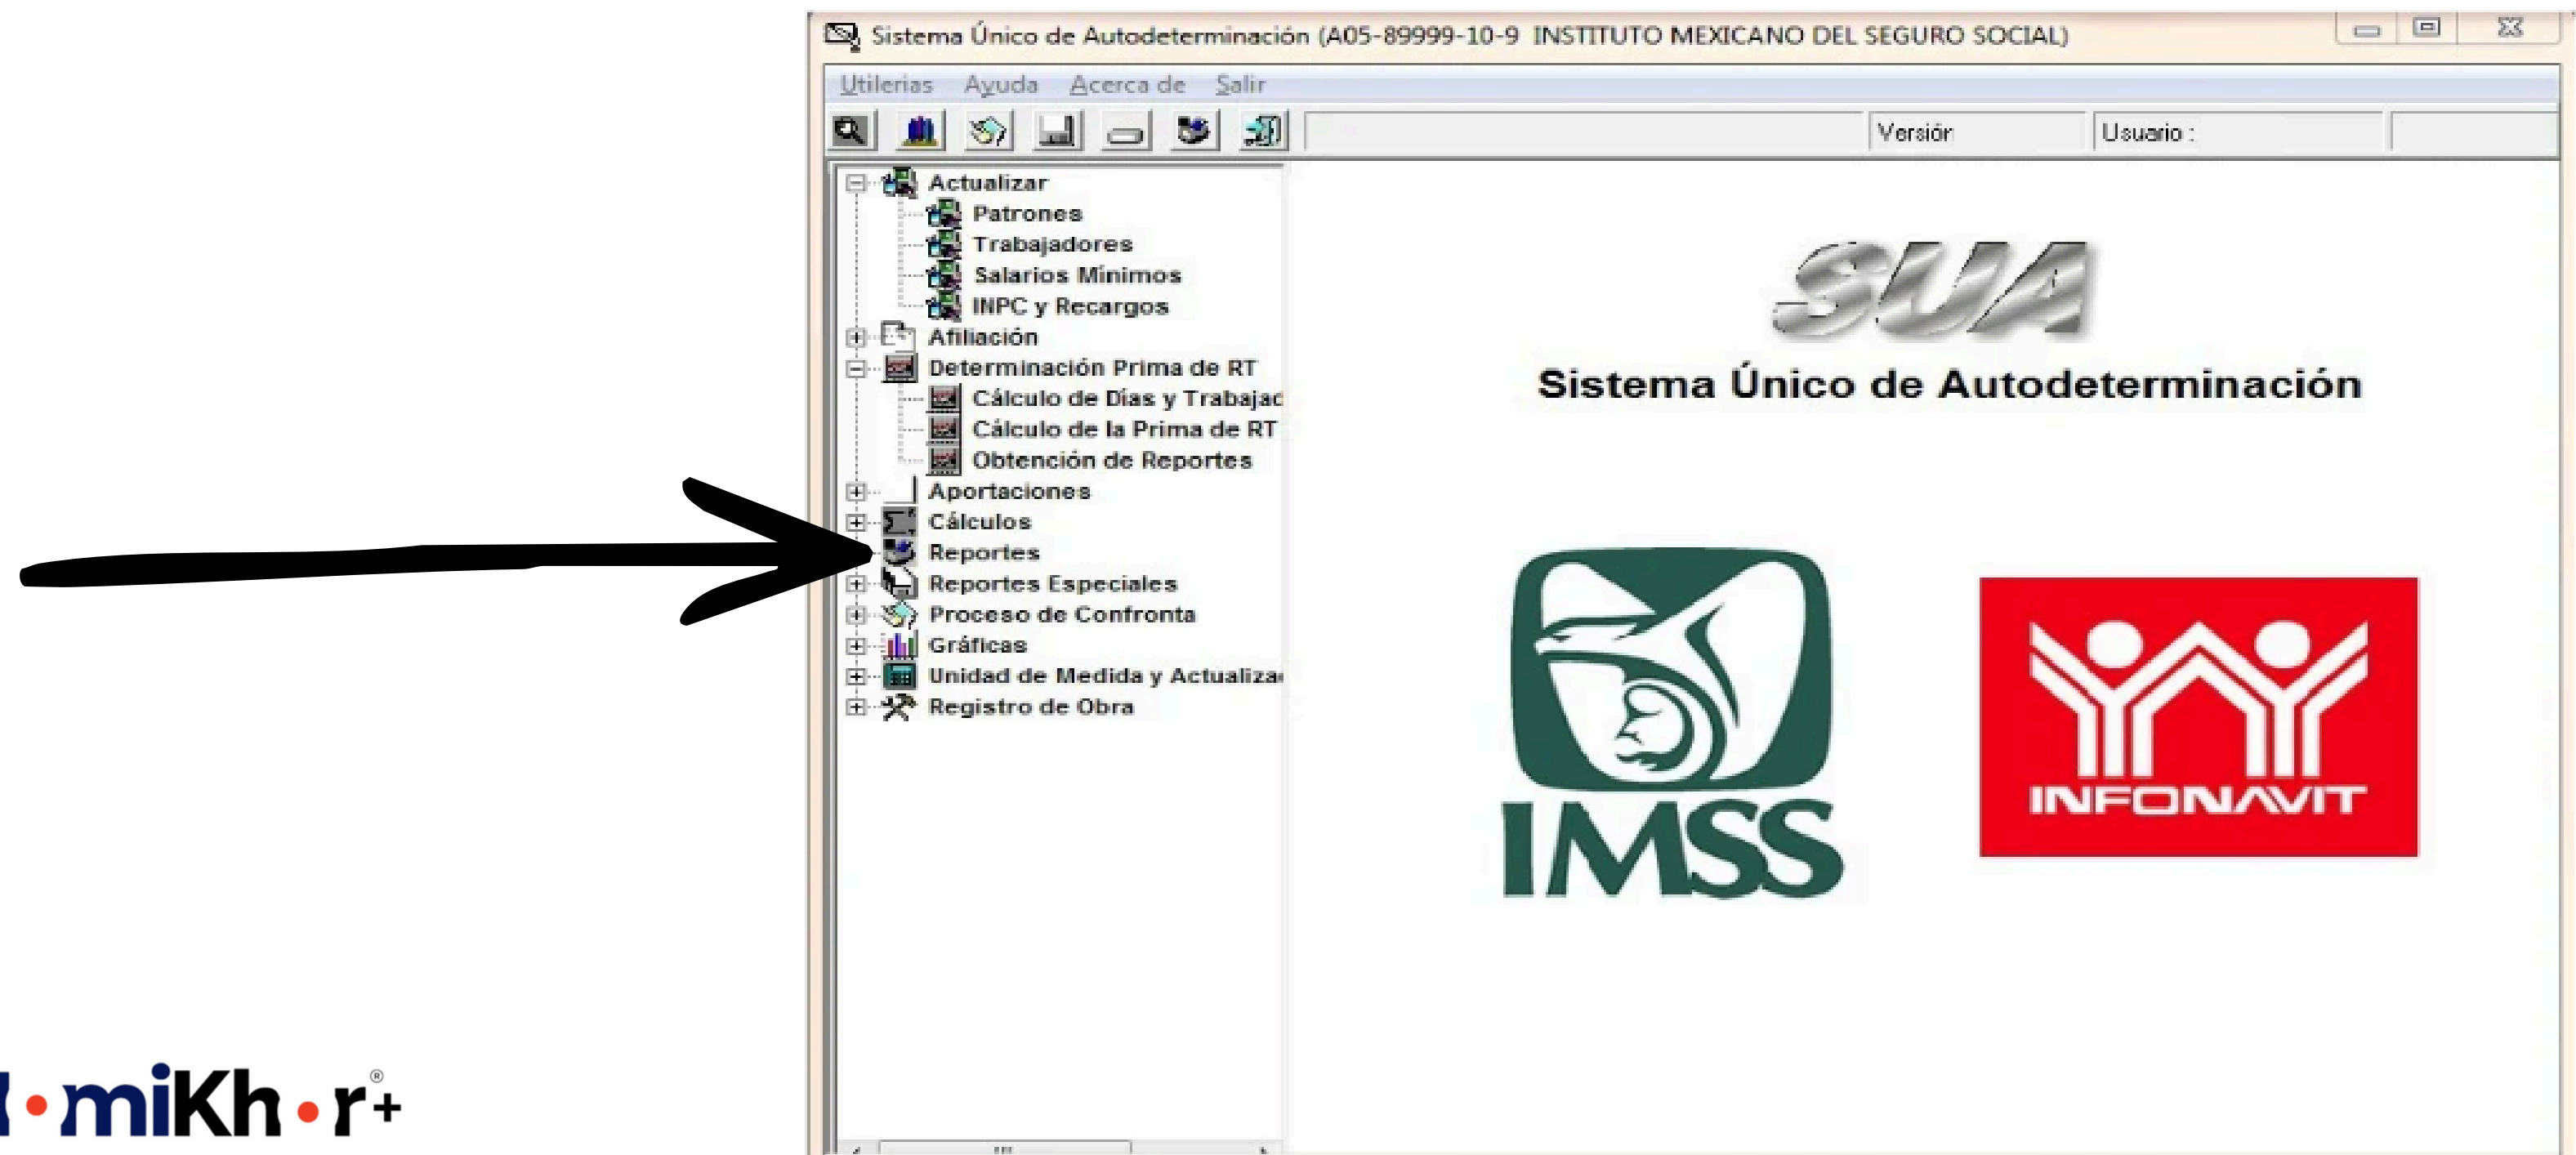 Sistema Único de Autodeterminación (A05-89999-10-9 INSTITUTO MEXICANO DEL SEGURO SOCIAL)
Utilerias Ayuda Acerca de Salir
Versión Usuario :
Actualizar
Patrones
Trabajadores
Salarios Mínimos
INPC y Recargos
Afiliación
Determinación Prima de RT
Cálculo de Días y Trabajad
Cálculo de la Prima de RT
Obtención de Reportes
Aportaciones
Cálculos
Reportes
Reportes Especiales
Proceso de Confronta
Gráficas
Unidad de Medida y Actualiza
Registro de Obra
SUA
Sistema Único de Autodeterminación
IMSS
INFONAVIT
miKh•r®+